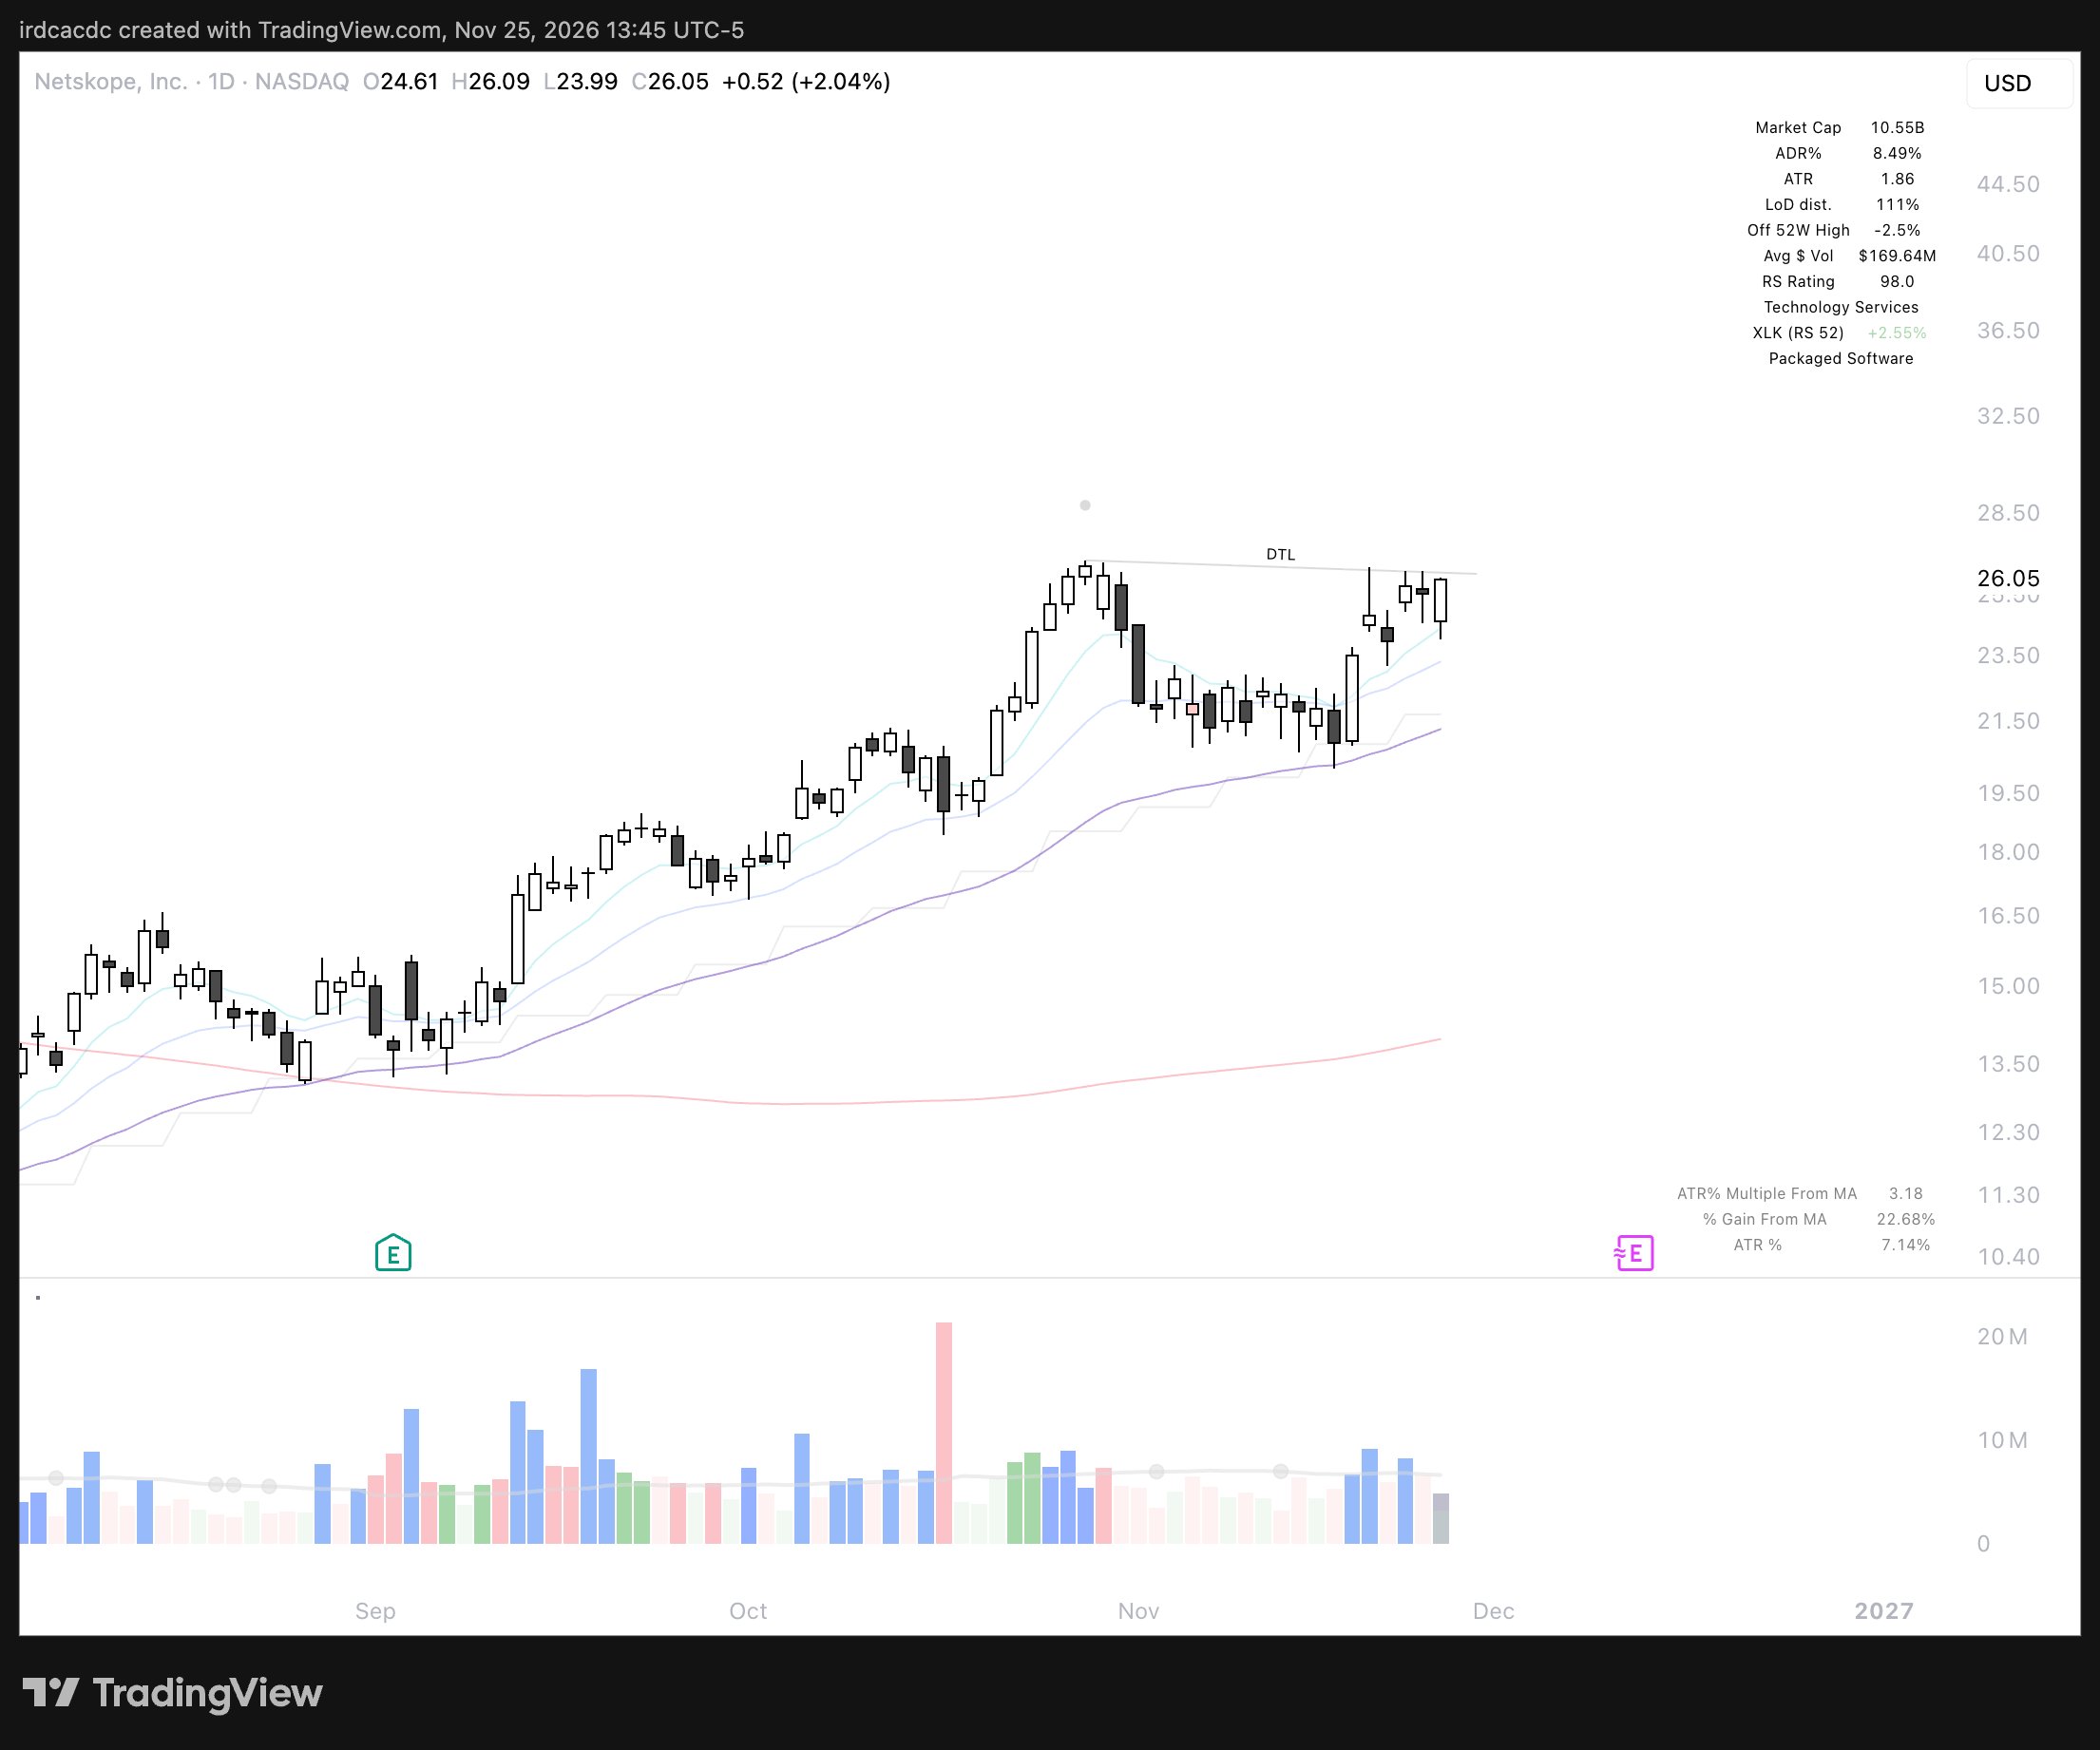 irdcacdc created with TradingView.com, Nov 25, 2026 13:45 UTC-5
Netskope, Inc. · 1D · NASDAQ O24.61 H26.09 L23.99 C26.05 +0.52 (+2.04%)
USD
Market Cap 10.55B
ADR% 8.49%
ATR 1.86
LoD dist. 111%
Off 52W High -2.5%
Avg $ Vol $169.64M
RS Rating 98.0
Technology Services
XLK (RS 52) +2.55%
Packaged Software
44.50
40.50
36.50
32.50
28.50
DTL
26.05
25.50
23.50
21.50
19.50
18.00
16.50
15.00
13.50
12.30
11.30
10.40
ATR% Multiple From MA 3.18
% Gain From MA 22.68%
ATR % 7.14%
E
≈E
20 M
10 M
0
Sep Oct Nov Dec 2027
TradingView